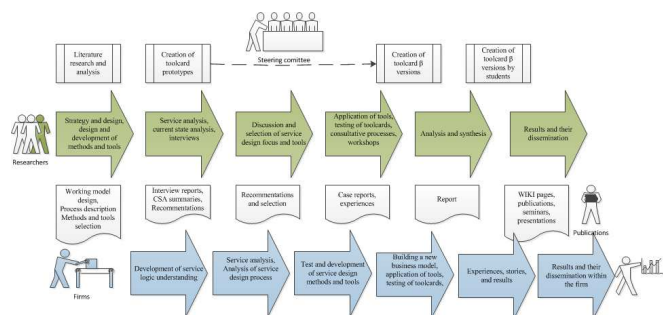 Steering comittee
Literature
research and
analysis
Creation of
toolcard
prototypes
Creation of
toolcard β
versions
Creation of
toolcard β
versions by
students
Researchers
Strategy and design,
design and
development of
methods and tools
Service analysis,
current state analysis,
interviews
Discussion and
selection of service
design focus and tools
Application of tools,
testing of toolcards,
consultative processes,
workshops
Analysis and synthesis
Results and their
dissemination
Working model
design,
Process description
Methods and tools
selection
Interview reports,
CSA summaries,
Recommentations
Recommentations
and selection
Case reports,
experiences
Report
WIKI pages,
publications,
seminars,
presentations
Publications
Firms
Development of service
logic understanding
Service analysis,
Analysis of service
design process
Test and development
of service design
methods and tools
Building a new
business model,
application of tools,
testing of toolcards,
Experiences, stories,
and results
Results and their
dissemination within
the firm